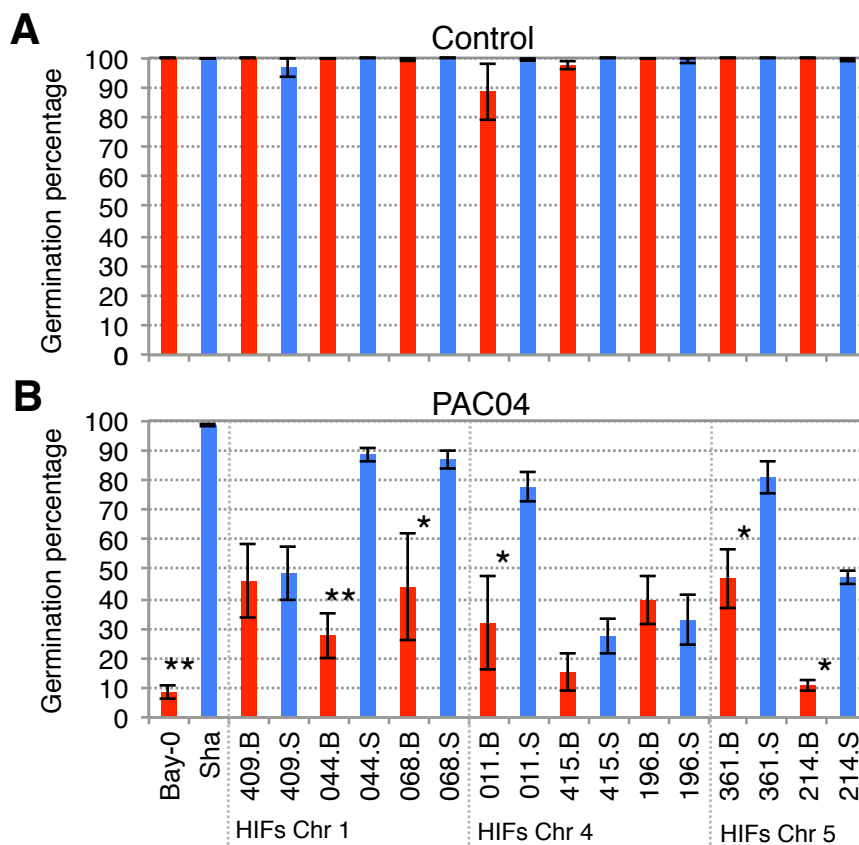 A
Control
Germination percentage
100
90
80
70
60
50
40
30
20
10
0
B
PAC04
Germination percentage
100
90
80
70
60
50
40
30
20
10
0
**
**
*
*
*
*
Bay-0
Sha
409.B
409.S
044.B
044.S
068.B
068.S
011.B
011.S
415.B
415.S
196.B
196.S
361.B
361.S
214.B
214.S
HIFs Chr 1
HIFs Chr 4
HIFs Chr 5